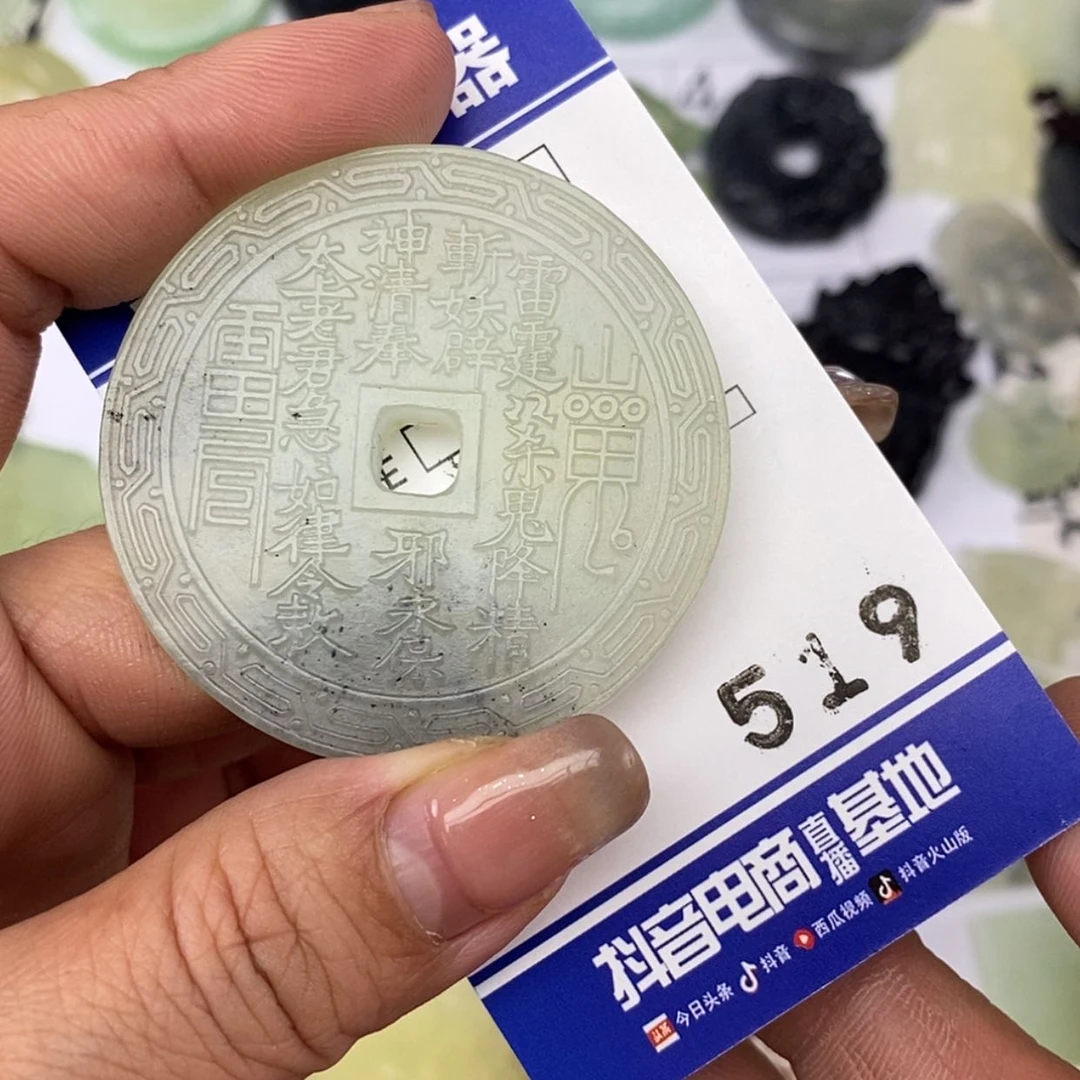 器
雷霆殺鬼降精
斬妖辟
邪永保
神清奉
太老君急如律令敕
519
抖音电商直播基地
今日头条 抖音 西瓜视频 抖音火山版